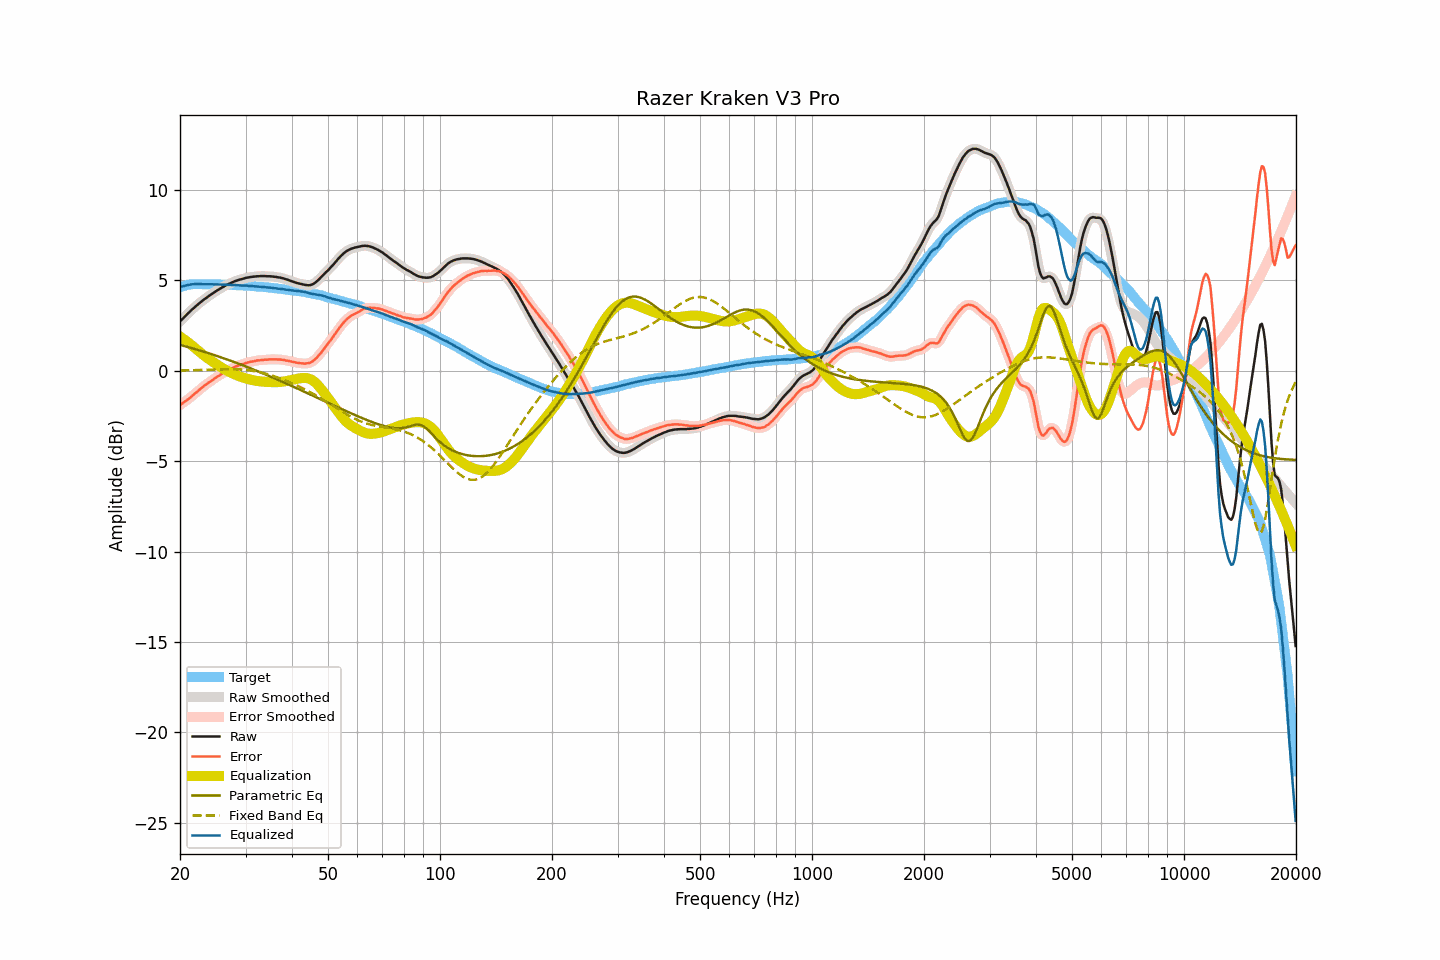 Razer Kraken V3 Pro
Amplitude (dBr)
10
5
0
−5
−10
−15
−20
−25
Target
Raw Smoothed
Error Smoothed
Raw
Error
Equalization
Parametric Eq
Fixed Band Eq
Equalized
20 50 100 200 500 1000 2000 5000 10000 20000
Frequency (Hz)